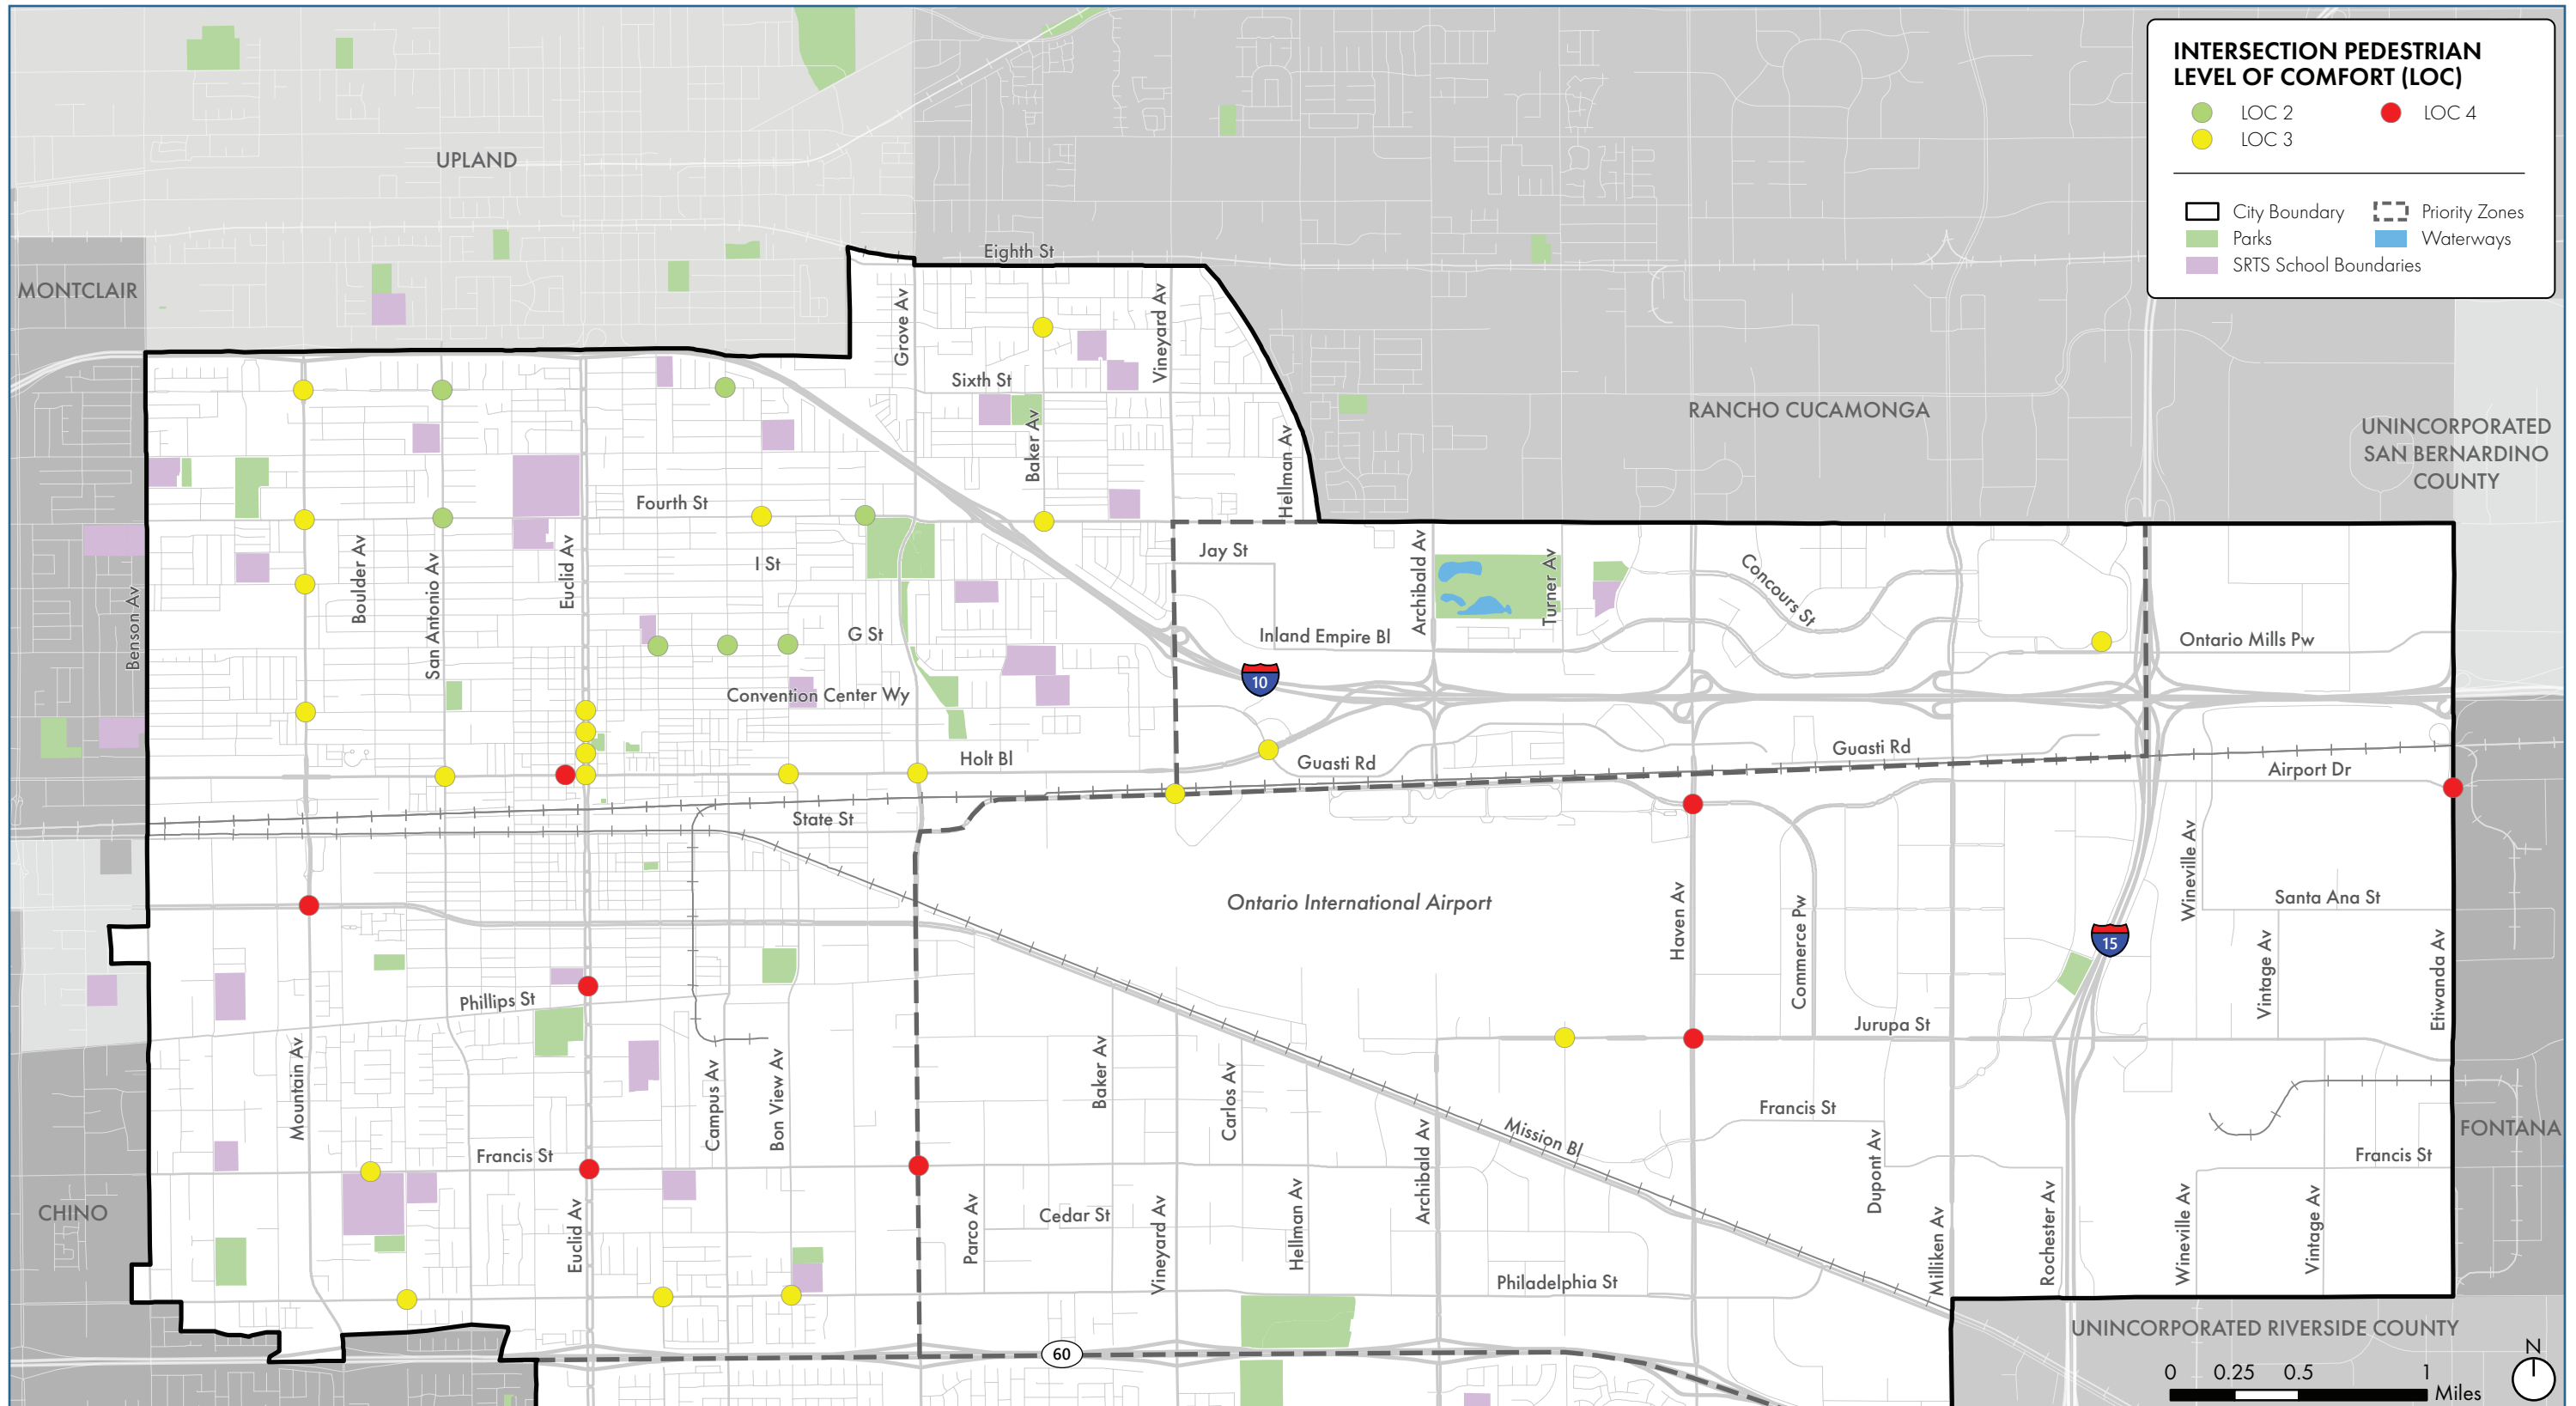 INTERSECTION PEDESTRIAN
LEVEL OF COMFORT (LOC)
LOC 2
LOC 4
LOC 3
City Boundary
Priority Zones
Parks
Waterways
SRTS School Boundaries
UPLAND
MONTCLAIR
Eighth St
Grove Av
Vineyard Av
Sixth St
Baker Av
Hellman Av
RANCHO CUCAMONGA
UNINCORPORATED
SAN BERNARDINO
COUNTY
Fourth St
Boulder Av
San Antonio Av
Euclid Av
I St
Jay St
Archibald Av
Turner Av
Concours St
Benson Av
G St
Inland Empire Bl
Ontario Mills Pw
10
Convention Center Wy
Holt Bl
Guasti Rd
Guasti Rd
Airport Dr
State St
Wineville Av
Ontario International Airport
Haven Av
Commerce Pw
Santa Ana St
15
Vintage Av
Etiwanda Av
Phillips St
Jurupa St
Mountain Av
Campus Av
Bon View Av
Baker Av
Carlos Av
Francis St
Mission Bl
Archibald Av
Dupont Av
FONTANA
Francis St
Francis St
CHINO
Euclid Av
Parco Av
Cedar St
Vineyard Av
Hellman Av
Milliken Av
Rochester Av
Wineville Av
Vintage Av
Philadelphia St
60
UNINCORPORATED RIVERSIDE COUNTY
N
0 0.25 0.5 1
Miles